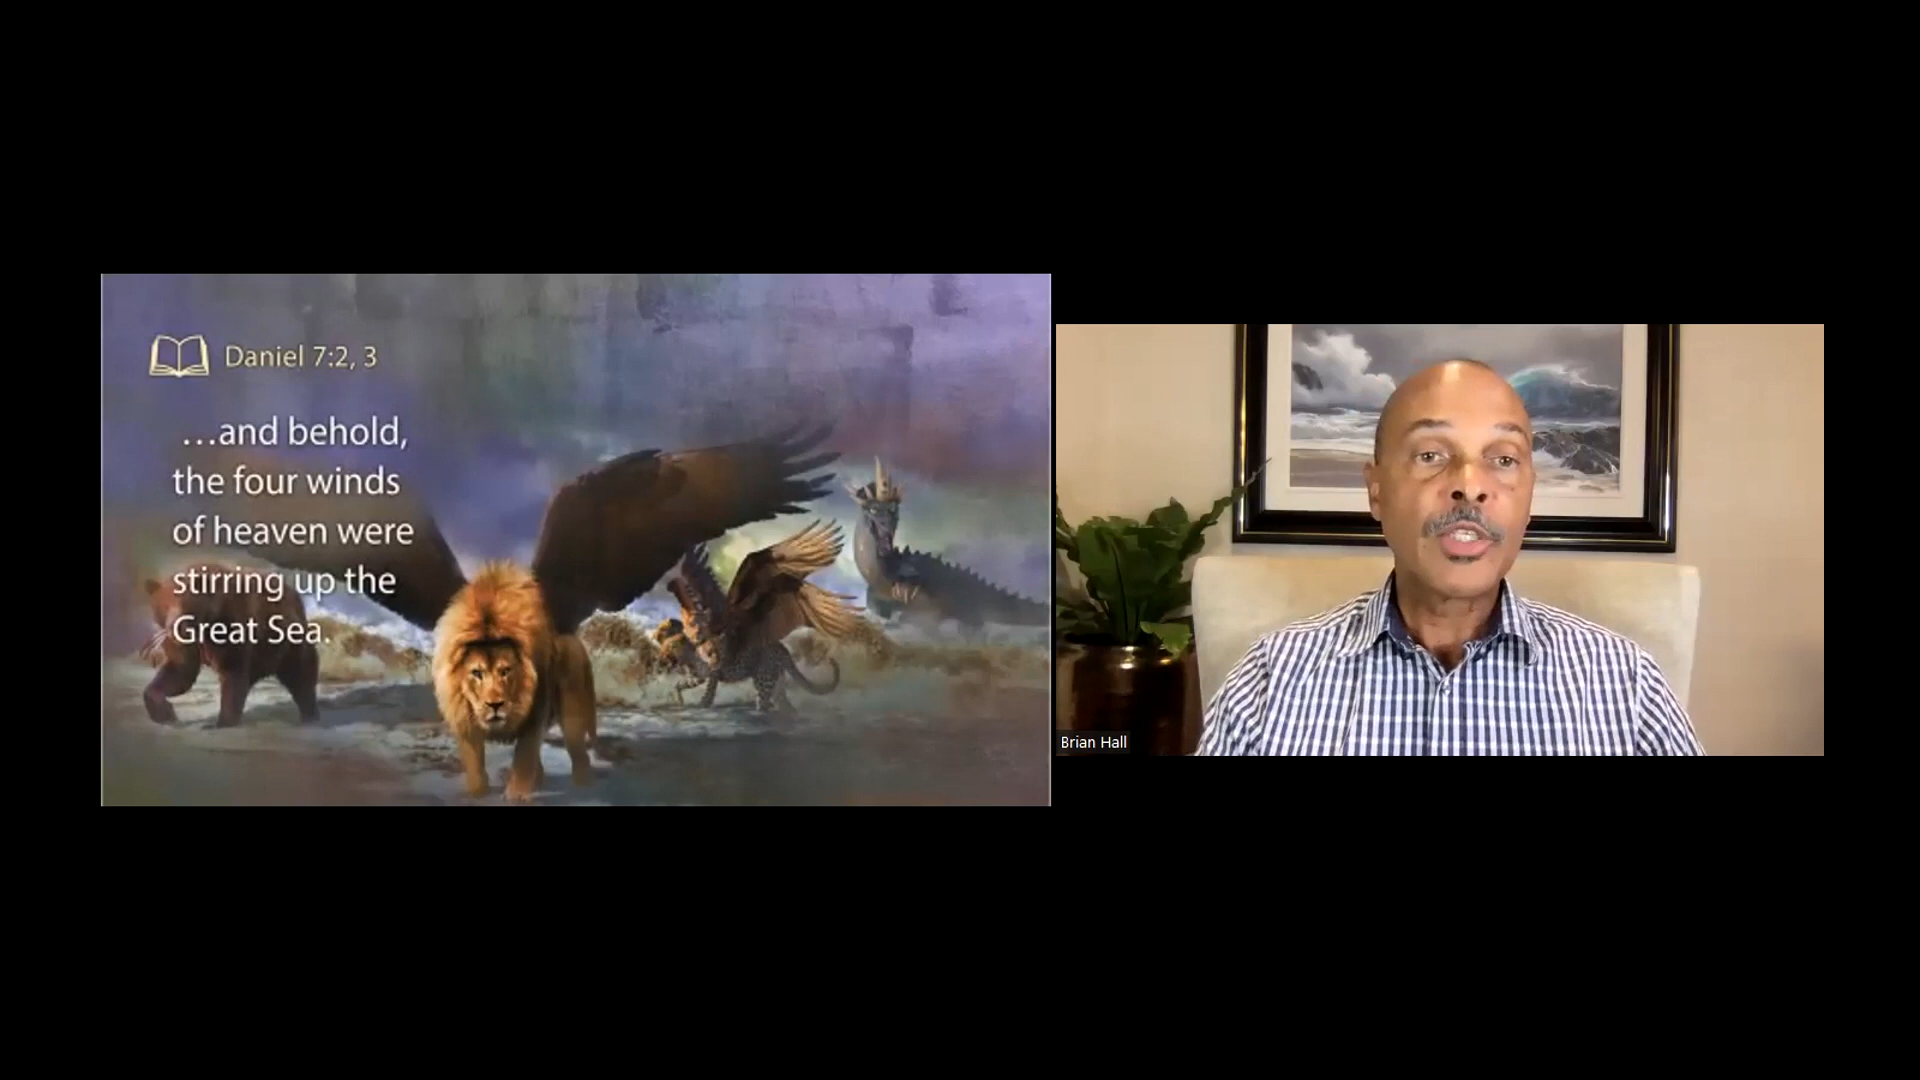 Daniel 7:2, 3
…and behold,
the four winds
of heaven were
stirring up the
Great Sea.
Brian Hall